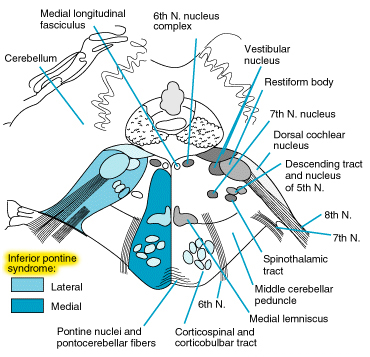 Medial longitudinal
fasciculus
6th N. nucleus
complex
Cerebellum
Vestibular
nucleus
Restiform body
7th N. nucleus
Dorsal cochlear
nucleus
Descending tract
and nucleus
of 5th N.
8th N.
7th N.
Spinothalamic
tract
Middle cerebellar
peduncle
Medial lemniscus
6th N.
Corticospinal and
corticobulbar tract
Pontine nuclei and
pontocerebellar fibers
Inferior pontine
syndrome:
Lateral
Medial